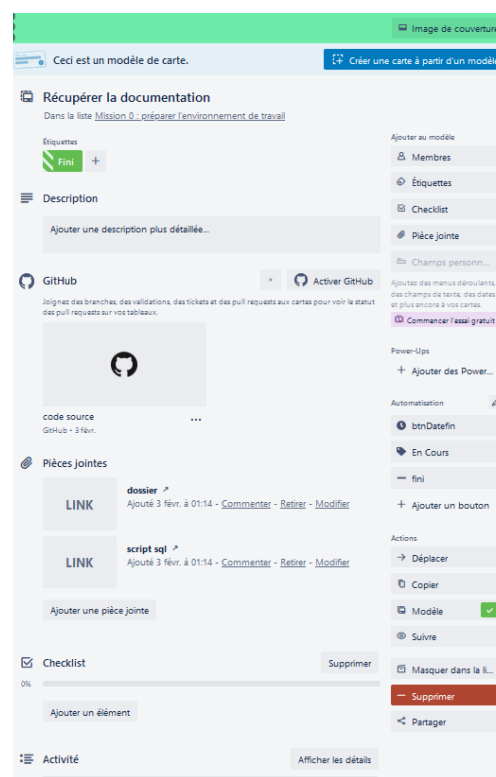 Image de couverture
Ceci est un modèle de carte.
Créer une carte à partir d'un modèle
Récupérer la documentation
Dans la liste Mission 0 : préparer l'environnement de travail
Étiquettes
Fini
Description
Ajouter une description plus détaillée...
GitHub
Activer GitHub
Joignez des branches, des validations, des tickets et des pull requests aux cartes pour voir le statut
des pull requests sur vos tableaux.
code source
...
GitHub - 3 févr.
Pièces jointes
LINK
dossier ↗
Ajouté 3 févr. à 01:14 - Commenter - Retirer - Modifier
LINK
script sql ↗
Ajouté 3 févr. à 01:14 - Commenter - Retirer - Modifier
Ajouter une pièce jointe
Checklist
Supprimer
0%
Ajouter un élément
Activité
Afficher les détails
Ajouter au modèle
Membres
Étiquettes
Checklist
Pièce jointe
Champs personn...
Ajoutez des menus déroulants,
des champs de texte, des dates
et plus encore à vos cartes.
Commencer l'essai gratuit
Power-Ups
+ Ajouter des Power...
Automatisation
btnDatefin
En Cours
fini
+ Ajouter un bouton
Actions
Déplacer
Copier
Modèle
Suivre
Masquer dans la li...
Supprimer
Partager